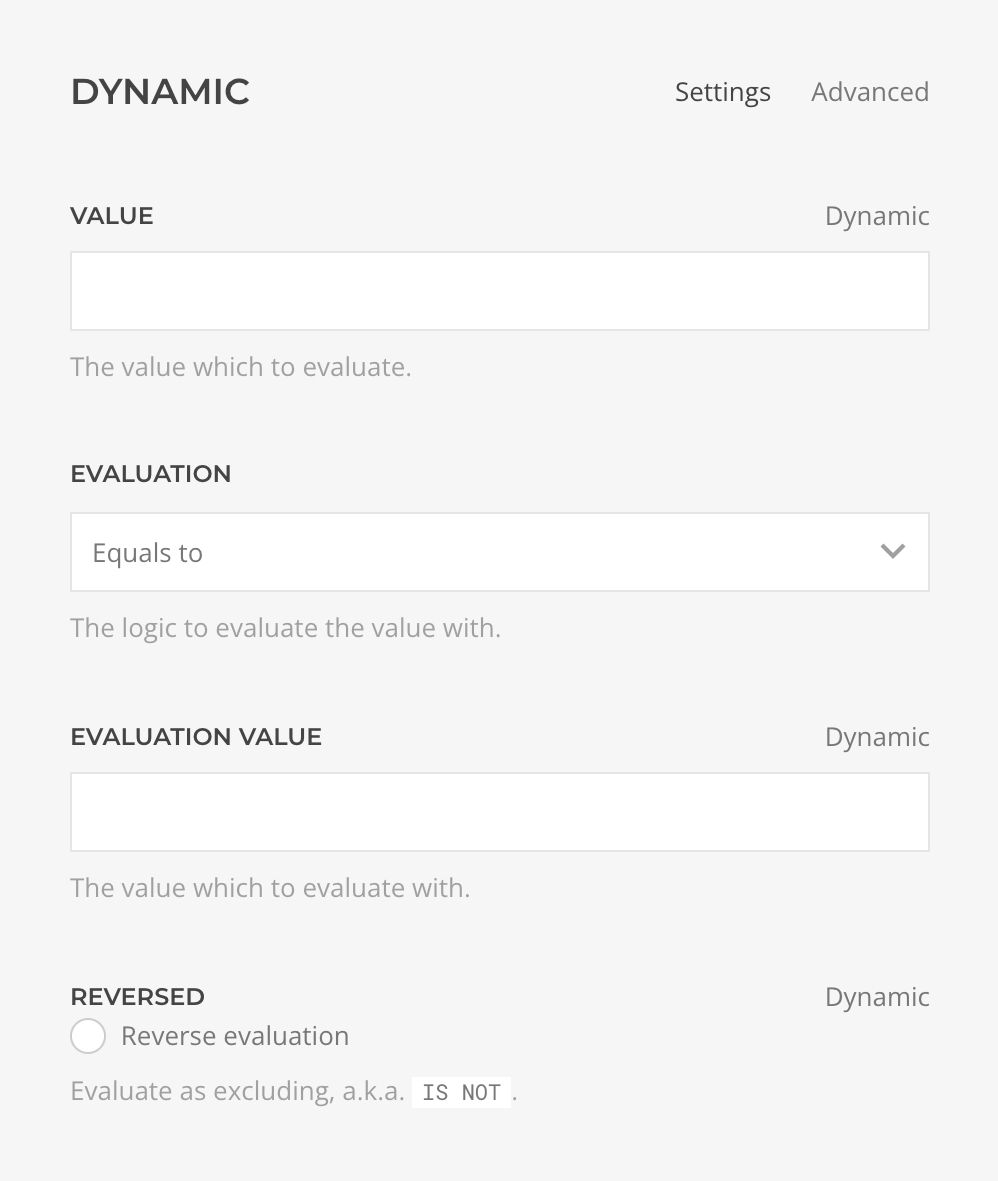 DYNAMIC Settings Advanced
VALUE Dynamic
The value which to evaluate.
EVALUATION
Equals to
The logic to evaluate the value with.
EVALUATION VALUE Dynamic
The value which to evaluate with.
REVERSED Dynamic
Reverse evaluation
Evaluate as excluding, a.k.a. IS NOT .